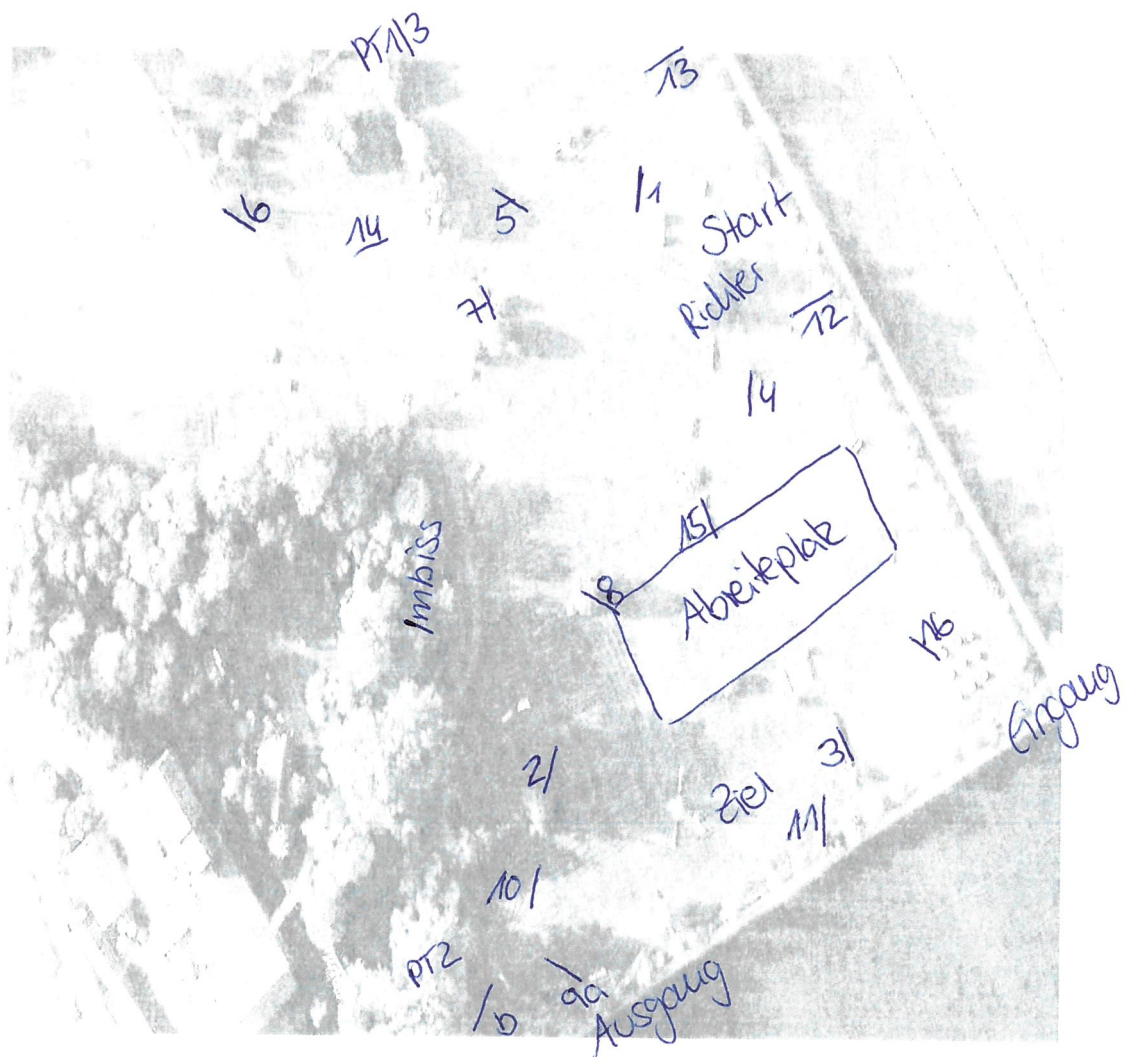 PT1/3
13
1
6
14
5
Start
Richter
7
12
4
15
Abreiteplatz
8
Imbiss
16
Eingang
2
3
Ziel
11
10
PT2
9a
b
Ausgang